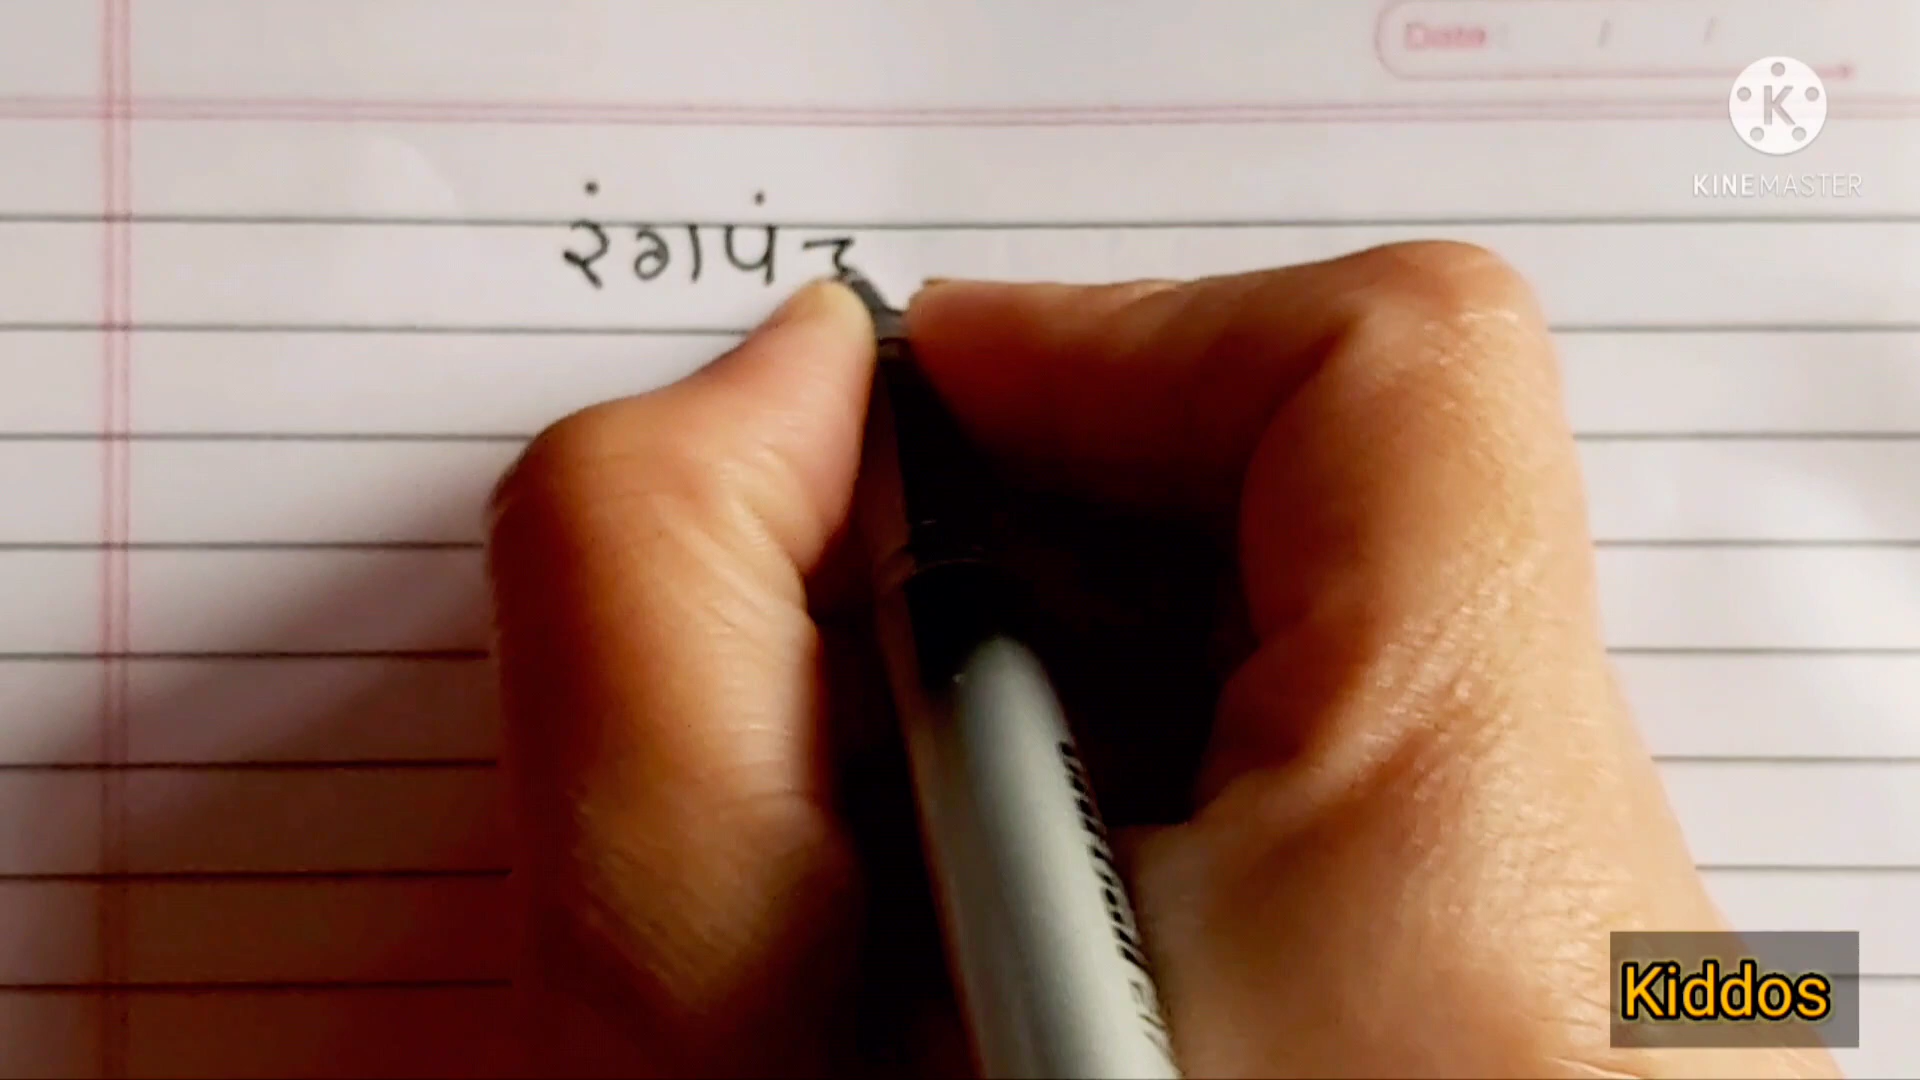 Date : / /
K
KINEMASTER
रंगपं
Kiddos